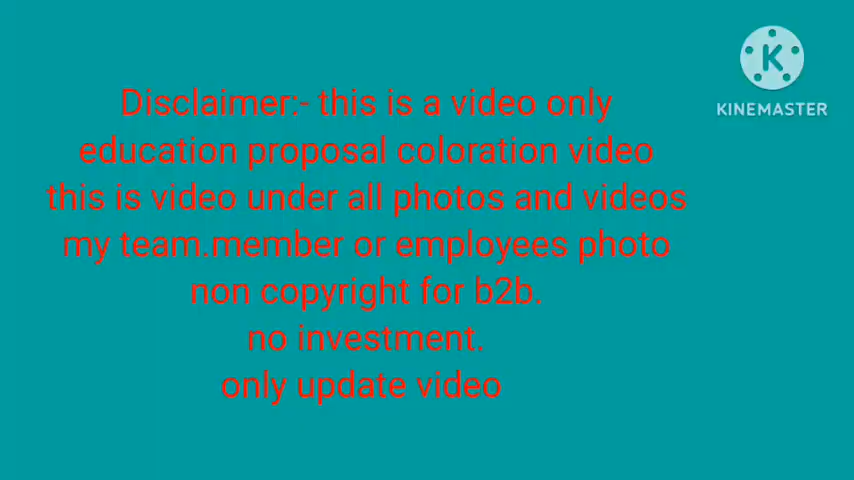 Disclaimer:- this is a video only
education proposal coloration video
this is video under all photos and videos
my team.member or employees photo
non copyright for b2b.
no investment.
only update video
K
KINEMASTER